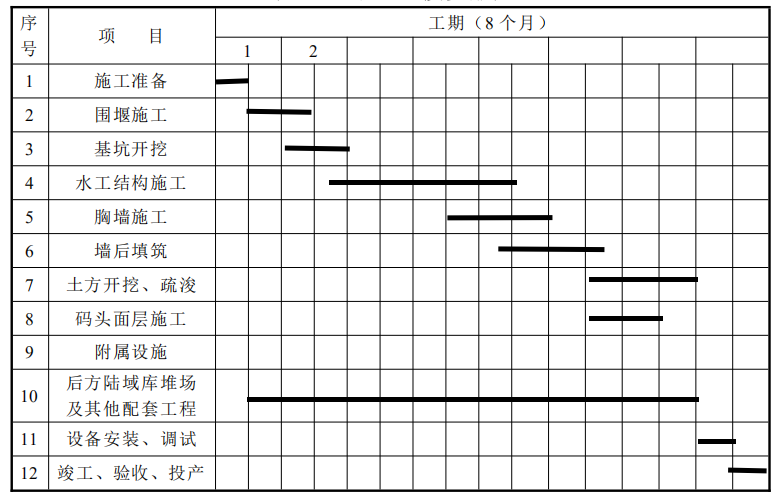 序号
项 目
工期（8 个月）
1
2
1
施工准备
2
围堰施工
3
基坑开挖
4
水工结构施工
5
胸墙施工
6
墙后填筑
7
土方开挖、疏浚
8
码头面层施工
9
附属设施
10
后方陆域库堆场
及其他配套工程
11
设备安装、调试
12
竣工、验收、投产